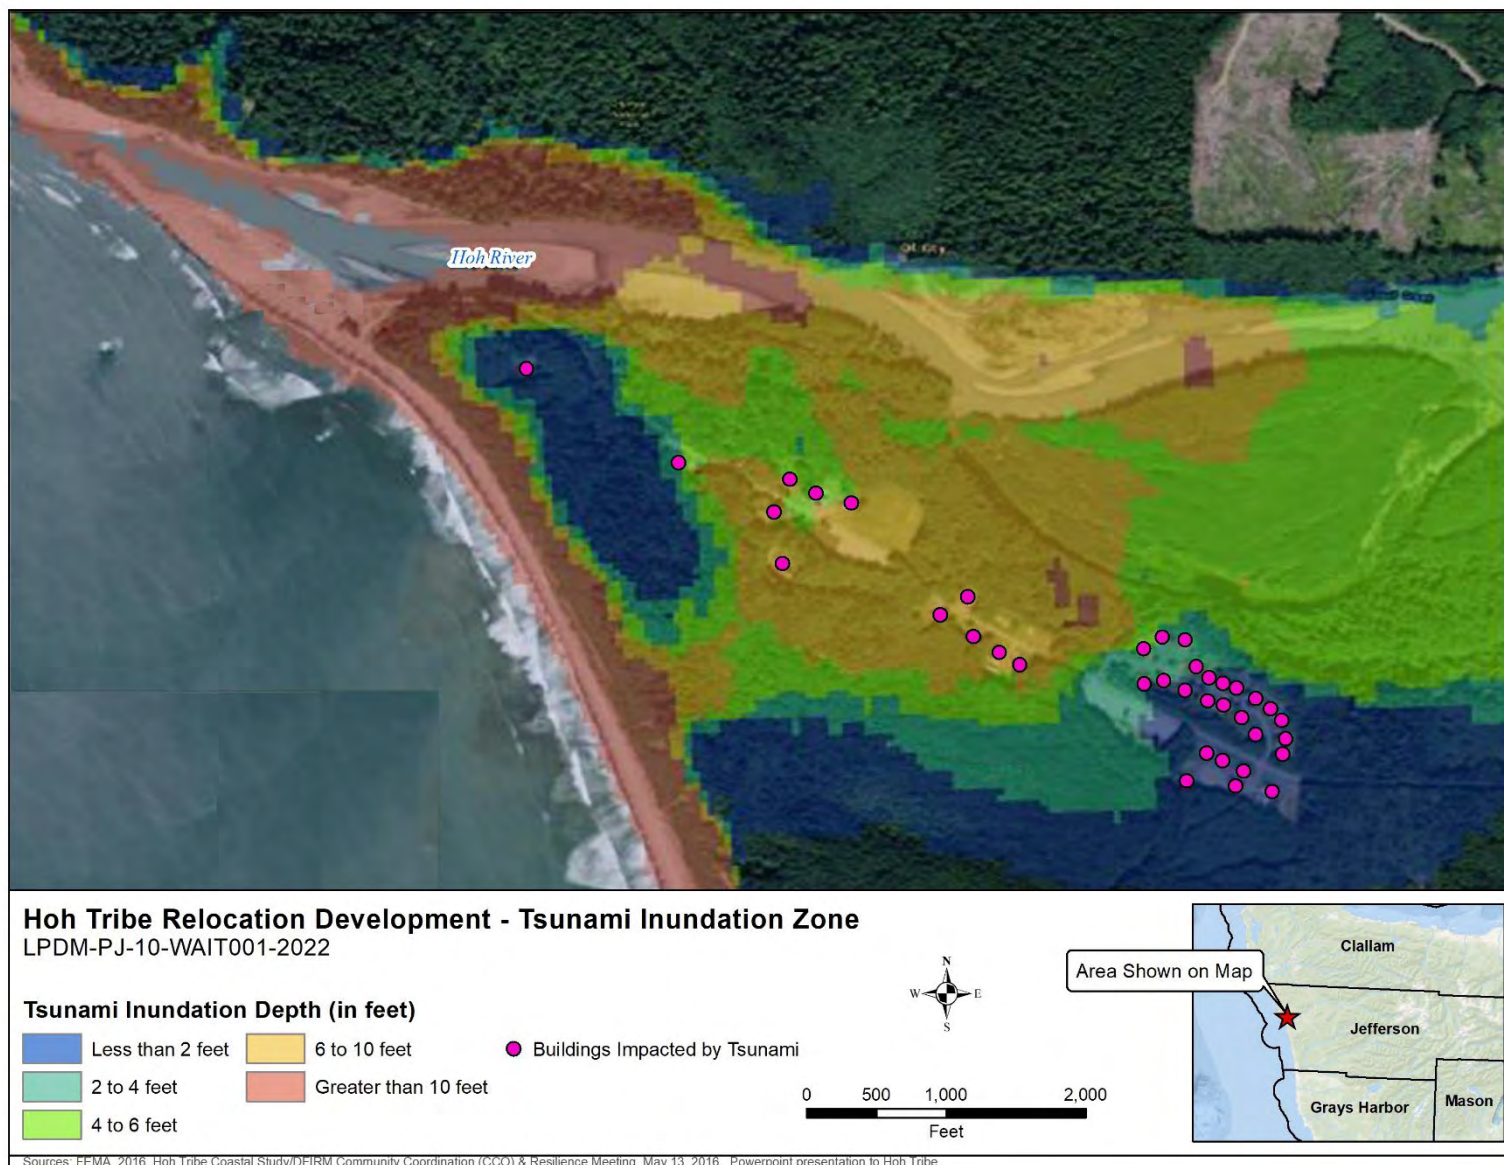 Oil City
Hoh River
Hoh Tribe Relocation Development - Tsunami Inundation Zone
LPDM-PJ-10-WAIT001-2022
Tsunami Inundation Depth (in feet)
Less than 2 feet
2 to 4 feet
4 to 6 feet
6 to 10 feet
Greater than 10 feet
Buildings Impacted by Tsunami
N
W E
S
0 500 1,000 2,000
Feet
Area Shown on Map
Clallam
Jefferson
Grays Harbor
Mason
Sources: FEMA, 2016, Hoh Tribe Coastal Study/DFIRM Community Coordination (CCO) & Resilience Meeting, May 13, 2016. Powerpoint presentation to Hoh Tribe